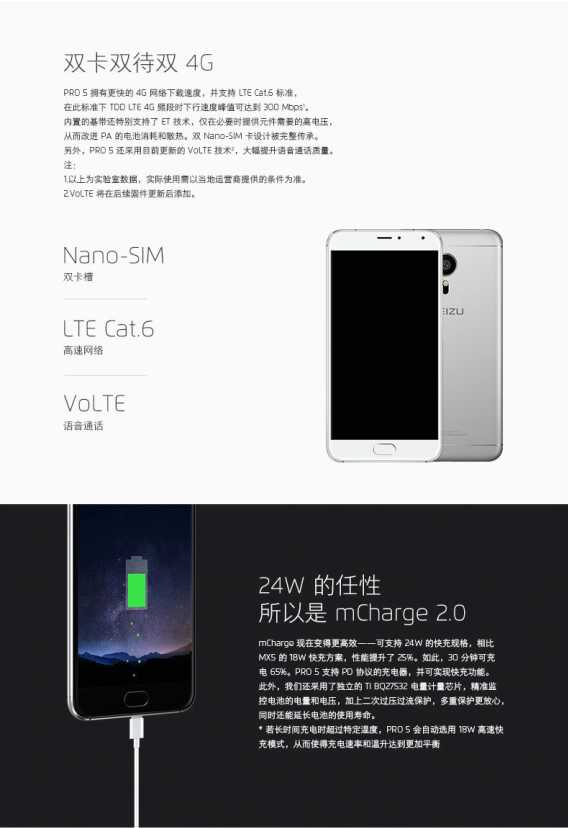 双卡双待双 4G
PRO 5 拥有更快的 4G 网络下载速度，并支持 LTE Cat.6 标准，
在此标准下 TDD LTE 4G 频段时下行速度峰值可达到 300 Mbps¹。
内置的基带还特别支持了 ET 技术，仅在必要时提供元件需要的高电压，
从而改进 PA 的电池消耗和散热。双 Nano-SIM 卡设计被完整传承。
另外，PRO 5 还采用目前更新的 VoLTE 技术²，大幅提升语音通话质量。
注：
1.以上为实验室数据，实际使用需以当地运营商提供的条件为准。
2.VoLTE 将在后续固件更新后添加。
Nano-SIM
双卡槽
LTE Cat.6
高速网络
VoLTE
语音通话
EIZU
24W 的任性
所以是 mCharge 2.0
mCharge 现在变得更高效——可支持 24W 的快充规格，相比
MX5 的 18W 快充方案，性能提升了 25%。如此，30 分钟可充
电 65%。PRO 5 支持 PD 协议的充电器，并可实现快充功能。
此外，我们还采用了独立的 TI BQ27532 电量计量芯片，精准监
控电池的电量和电压，加上二次过压过流保护，多重保护更放心，
同时还能延长电池的使用寿命。
* 若长时间充电时超过特定温度，PRO 5 会自动选用 18W 高速快
充模式，从而使得充电速率和温升达到更加平衡